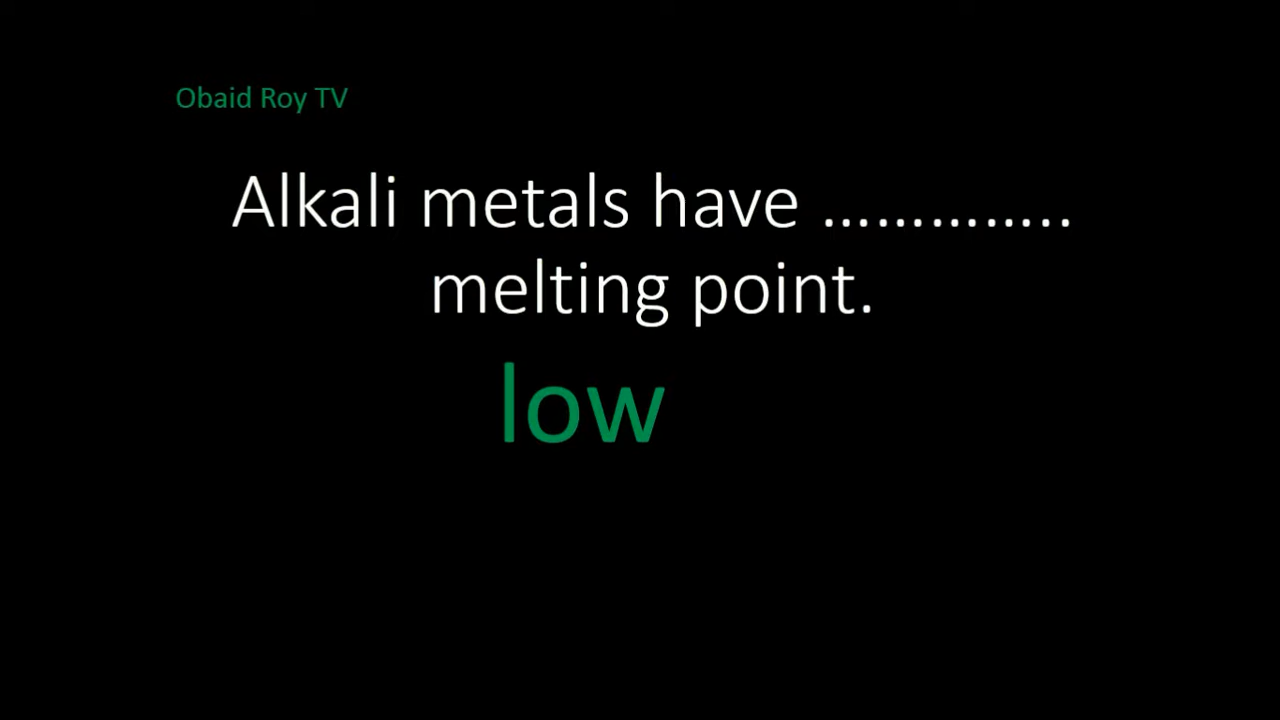 Obaid Roy TV
Alkali metals have …………..
melting point.
low